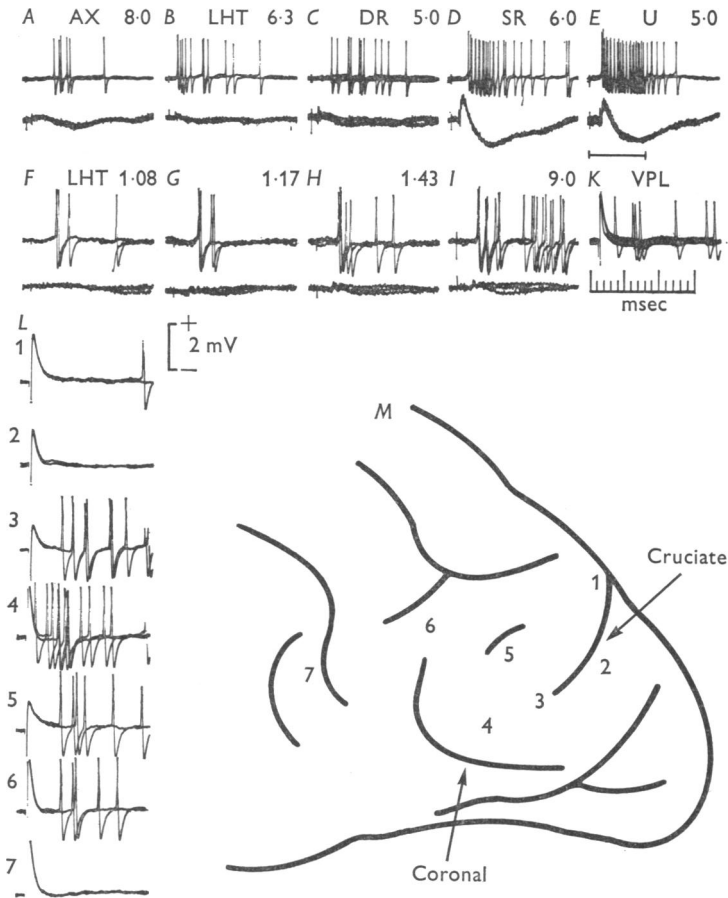 A AX 8·0 B LHT 6·3 C DR 5·0 D SR 6·0 E U 5·0
F LHT 1·08 G 1·17 H 1·43 I 9·0 K VPL
msec
L
1
+
2 mV
−
2
3
4
5
6
7
M
Cruciate
1
6
5
2
7
3
4
Coronal